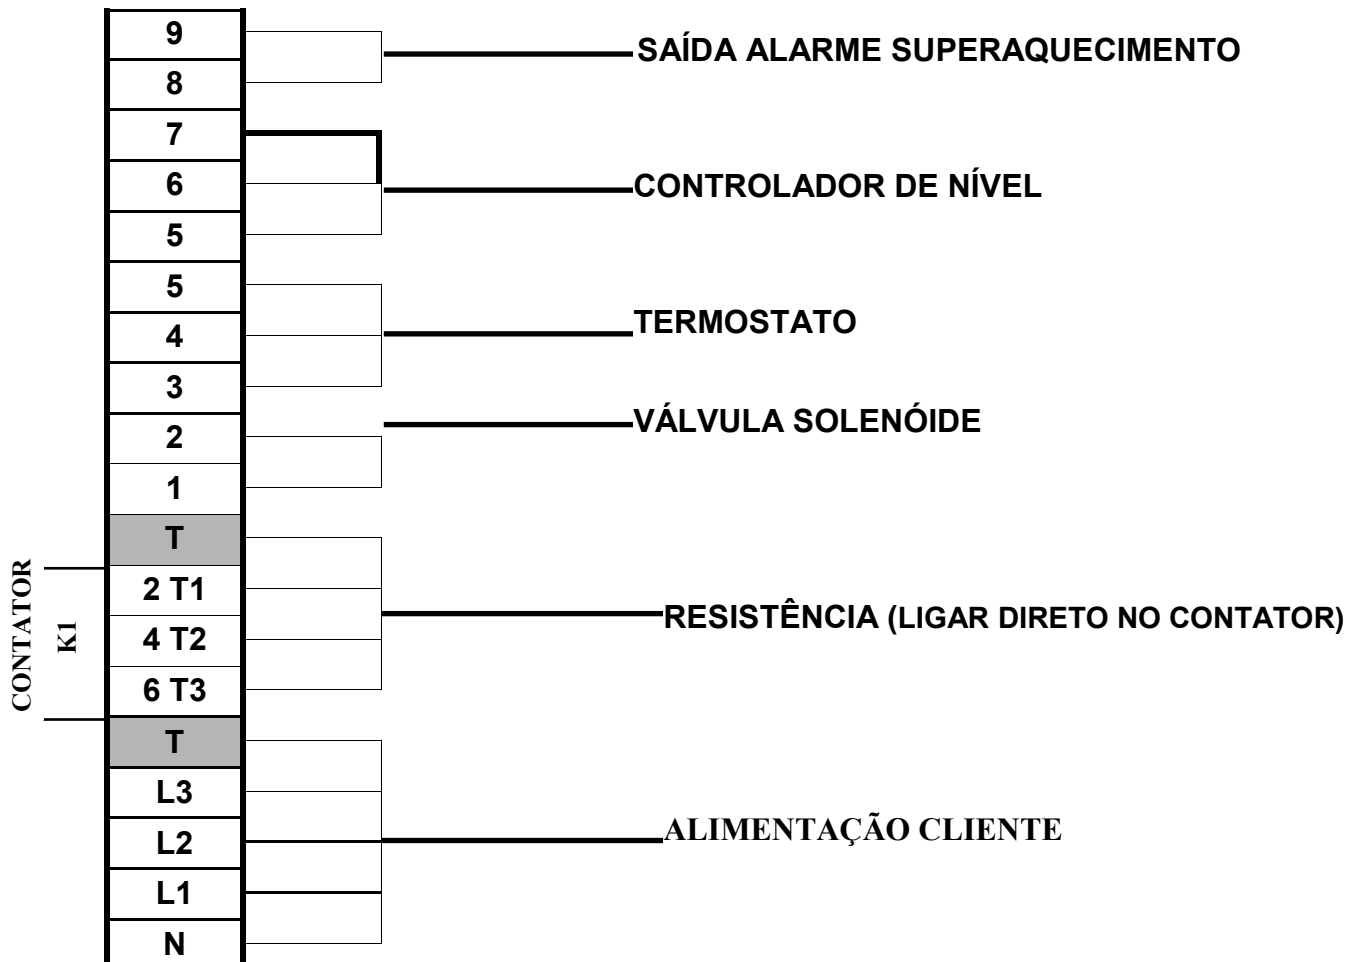 9
SAÍDA ALARME SUPERAQUECIMENTO
8
7
6
CONTROLADOR DE NÍVEL
5
5
TERMOSTATO
4
3
VÁLVULA SOLENÓIDE
2
1
T
CONTATOR
K1
2 T1
RESISTÊNCIA (LIGAR DIRETO NO CONTATOR)
4 T2
6 T3
T
L3
ALIMENTAÇÃO CLIENTE
L2
L1
N